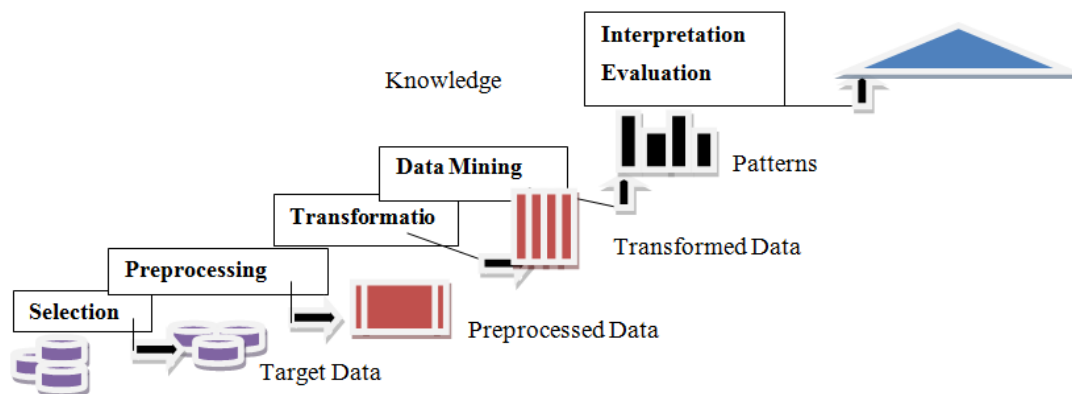 Interpretation
Evaluation
Knowledge
Data Mining
Patterns
Transformatio
Transformed Data
Preprocessing
Selection
Preprocessed Data
Target Data